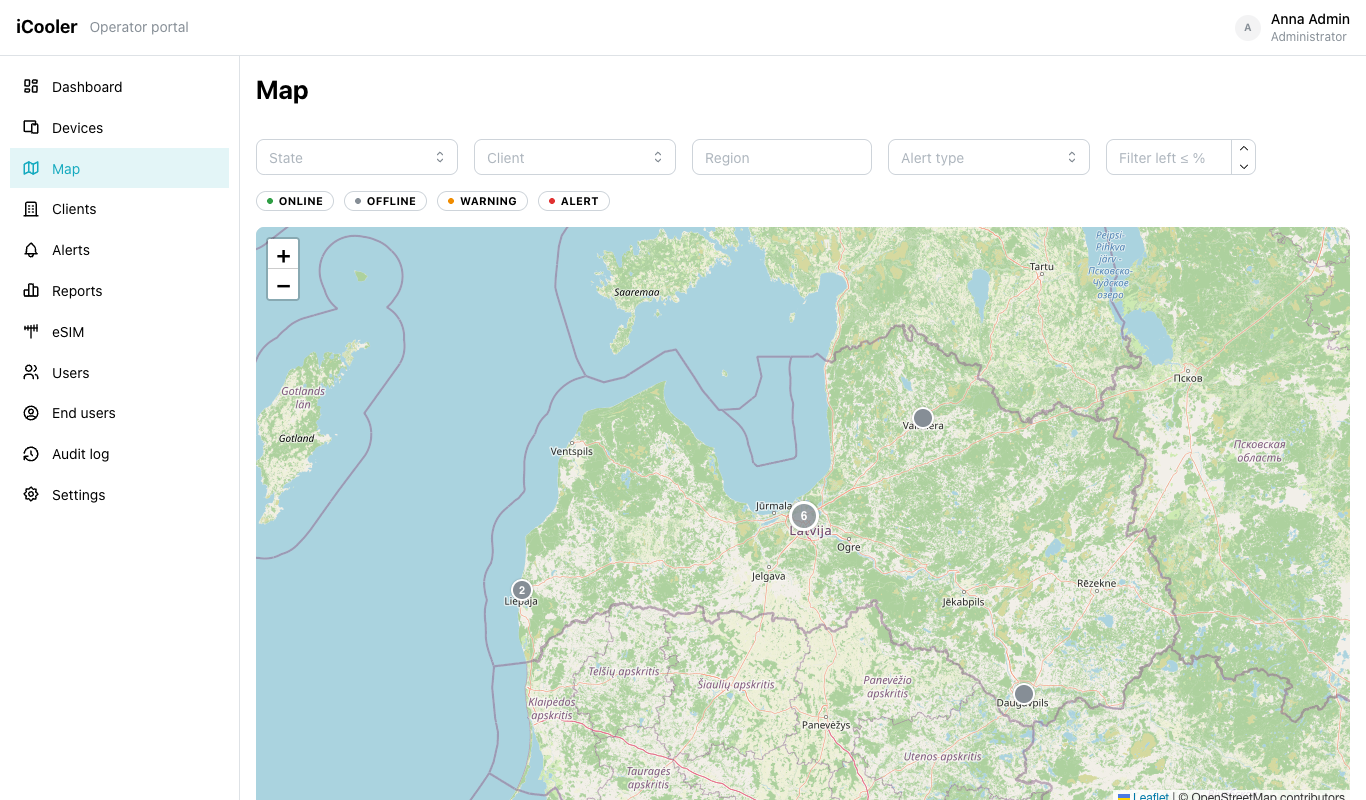 iCooler Operator portal
A
Anna Admin
Administrator
Dashboard
Devices
Map
Clients
Alerts
Reports
eSIM
Users
End users
Audit log
Settings
Map
State
Client
Region
Alert type
Filter left ≤ %
ONLINE
OFFLINE
WARNING
ALERT
+
−
Saaremaa
Tartu
Peipsi-
Pihkva
järv -
Псковско-
Чудское
озеро
Gotlands
län
Gotland
Псков
Псковская
область
Ventspils
Jūrmala
6
Latvija
Ogre
Jelgava
2
Liepāja
Rēzekne
Jēkabpils
Telšių apskritis
Šiaulių apskritis
Panevėžio
apskritis
Klaipėdos
apskritis
Daugavpils
Panevėžys
Utenos apskritis
Tauragės
apskritis
Leaflet | © OpenStreetMap contributors